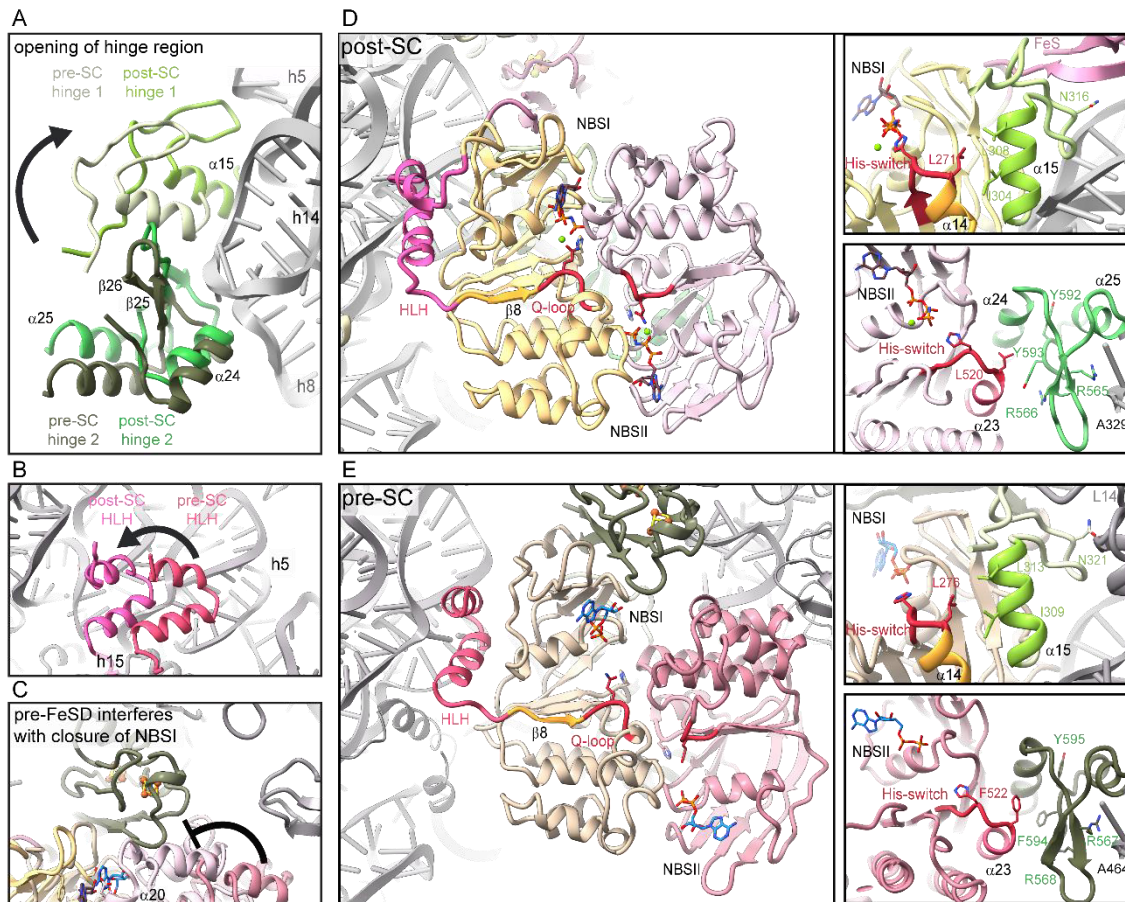 A
opening of hinge region
pre-SC post-SC
hinge 1 hinge 1
h5
α15
h14
β26
β25
α25
α24
h8
pre-SC post-SC
hinge 2 hinge 2
B
post-SC pre-SC
HLH HLH
h5
h15
C
pre-FeSD interferes
with closure of NBSI
α20
D
post-SC
HLH
β8
Q-loop
NBSI
NBSII
FeS
NBSI
N316
L308
His-switch
L271
α15
I304
α14
NBSII
α24
α25
Y592
His-switch
Y593
L520
R565
R566
α23
A329
E
pre-SC
NBSI
HLH
β8
Q-loop
NBSII
L14
NBSI
N321
L313
L276
His-switch
I309
α15
α14
NBSII
Y595
His-switch
F522
F594
R567
α23
R568
A464